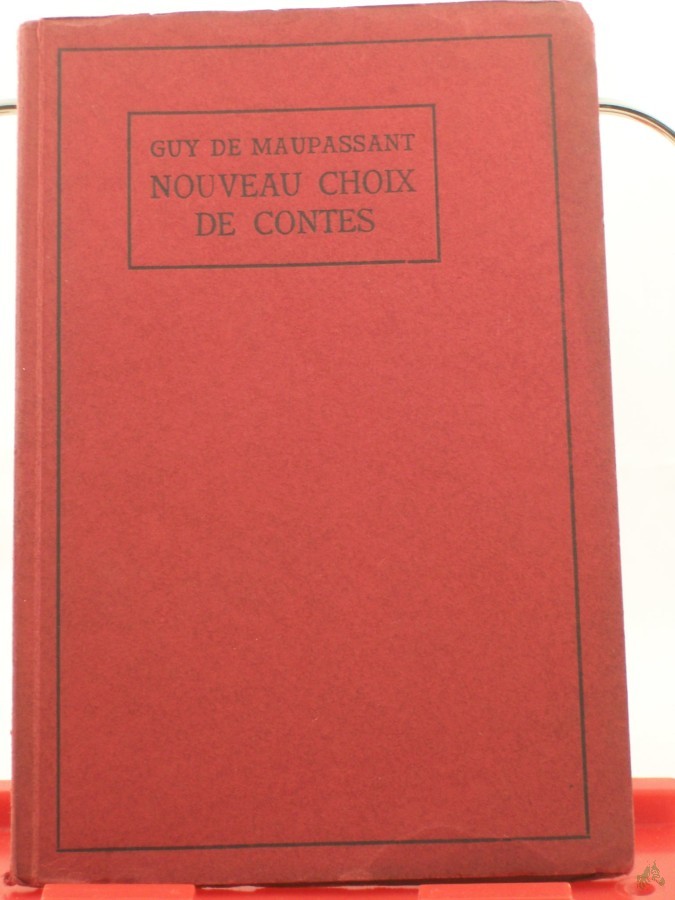 GUY DE MAUPASSANT
NOUVEAU CHOIX
DE CONTES